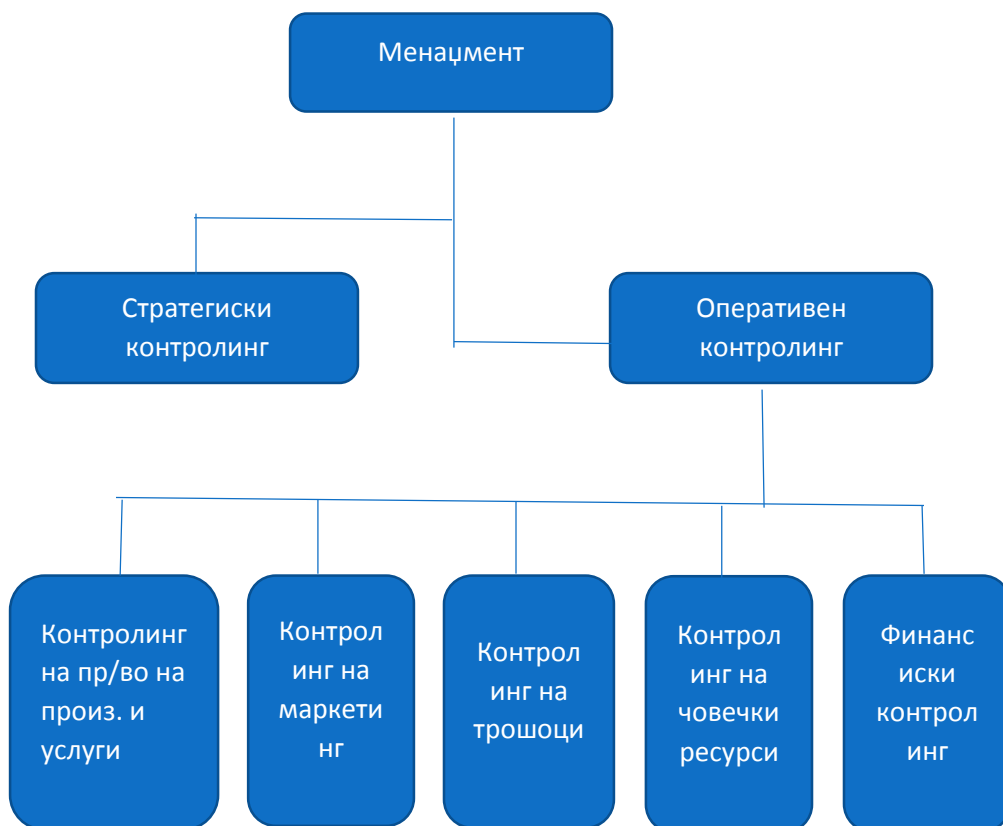 Менаџмент
Стратегиски
контролинг
Оперативен
контролинг
Контролинг
на пр/во на
произ. и
услуги
Контрол
инг на
маркети
нг
Контрол
инг на
трошоци
Контрол
инг на
човечки
ресурси
Финанс
иски
контрол
инг